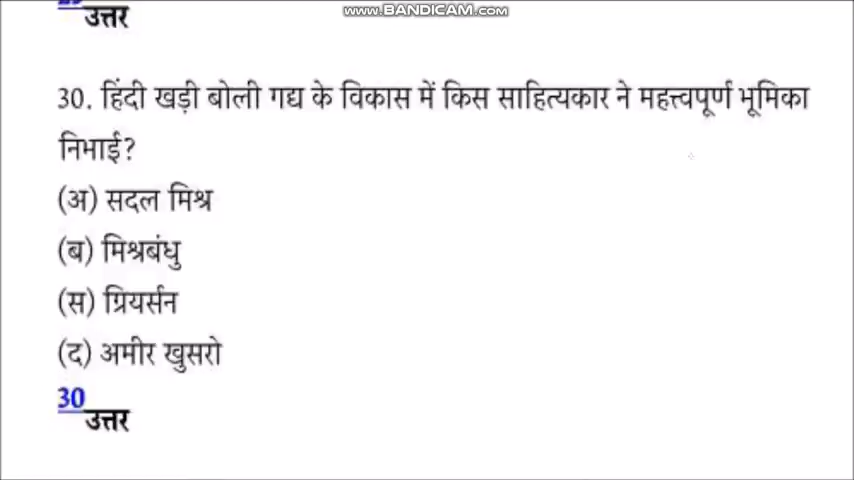 www.BANDICAM.com
उत्तर
30. हिंदी खड़ी बोली गद्य के विकास में किस साहित्यकार ने महत्त्वपूर्ण भूमिका
निभाई?
(अ) सदल मिश्र
(ब) मिश्रबंधु
(स) ग्रियर्सन
(द) अमीर खुसरो
30
उत्तर